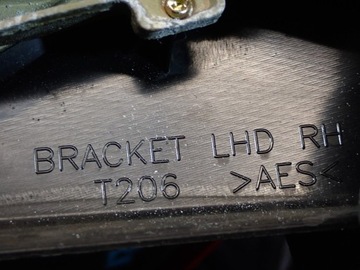 BRACKET LHD RH
T206 >AES<